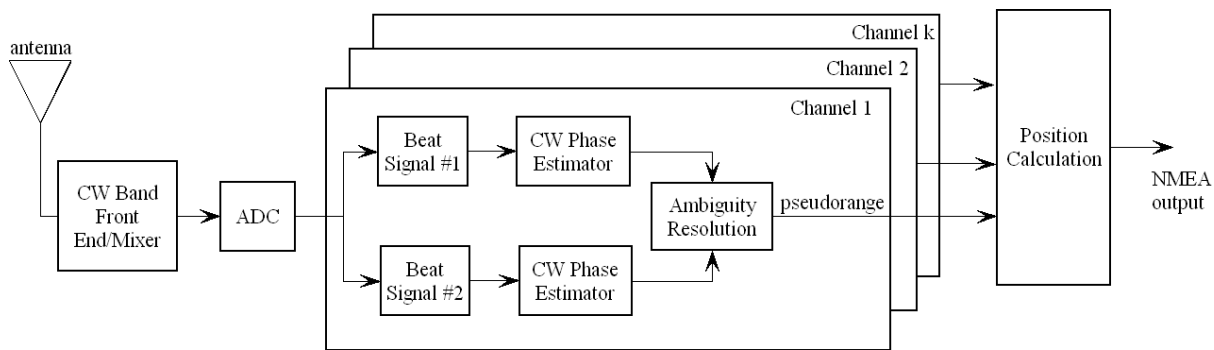 antenna
CW Band
Front
End/Mixer
ADC
Channel k
Channel 2
Channel 1
Beat
Signal #1
CW Phase
Estimator
Beat
Signal #2
CW Phase
Estimator
Ambiguity
Resolution
pseudorange
Position
Calculation
NMEA
output